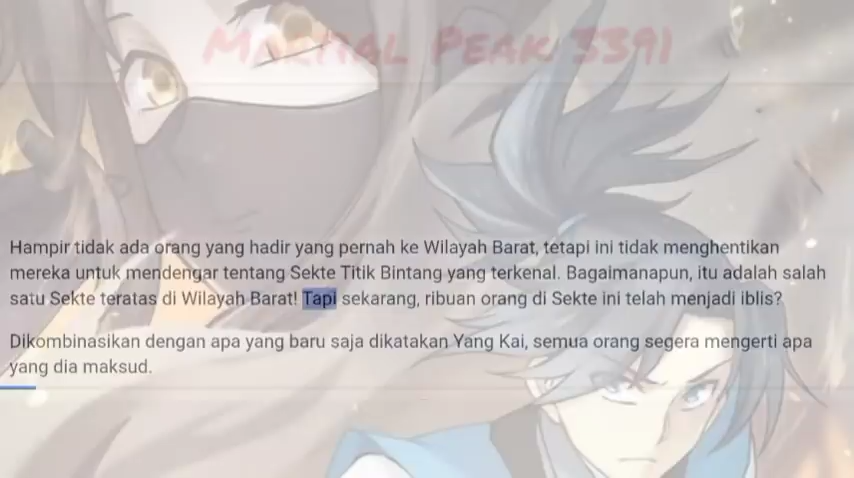 Martial Peak 3391
Hampir tidak ada orang yang hadir yang pernah ke Wilayah Barat, tetapi ini tidak menghentikan
mereka untuk mendengar tentang Sekte Titik Bintang yang terkenal. Bagaimanapun, itu adalah salah
satu Sekte teratas di Wilayah Barat! Tapi sekarang, ribuan orang di Sekte ini telah menjadi iblis?
Dikombinasikan dengan apa yang baru saja dikatakan Yang Kai, semua orang segera mengerti apa
yang dia maksud.